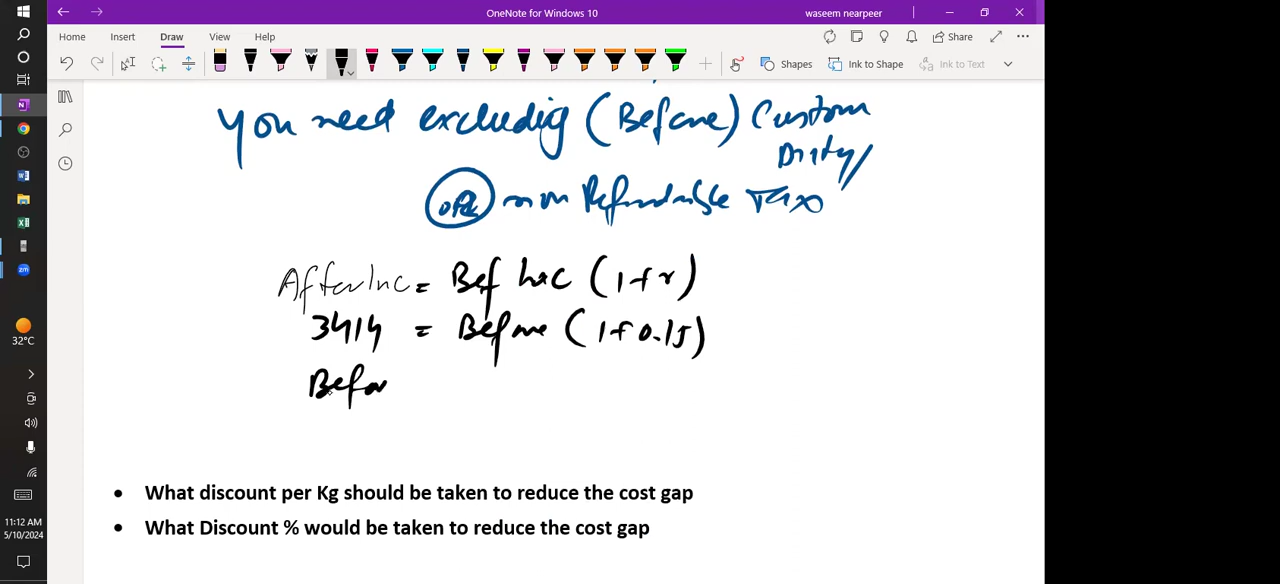 OneNote for Windows 10
waseem nearpeer
Home Insert Draw View Help
Share
Shapes
Ink to Shape
Ink to Text
You need excluding (Before) Custom
Duty/
OR non Refundable Tax
After Inc = Bef Inc (1+r)
3414 = Before (1+0.15)
Befor
• What discount per Kg should be taken to reduce the cost gap
• What Discount % would be taken to reduce the cost gap
32°C
11:12 AM
5/10/2024